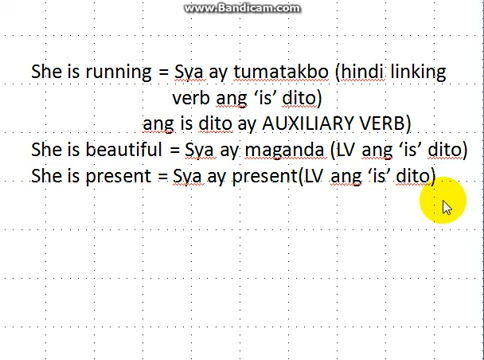 www.Bandicam.com
She is running = Sya ay tumatakbo (hindi linking
verb ang ‘is’ dito)
ang is dito ay AUXILIARY VERB)
She is beautiful = Sya ay maganda (LV ang ‘is’ dito)
She is present = Sya ay present(LV ang ‘is’ dito)